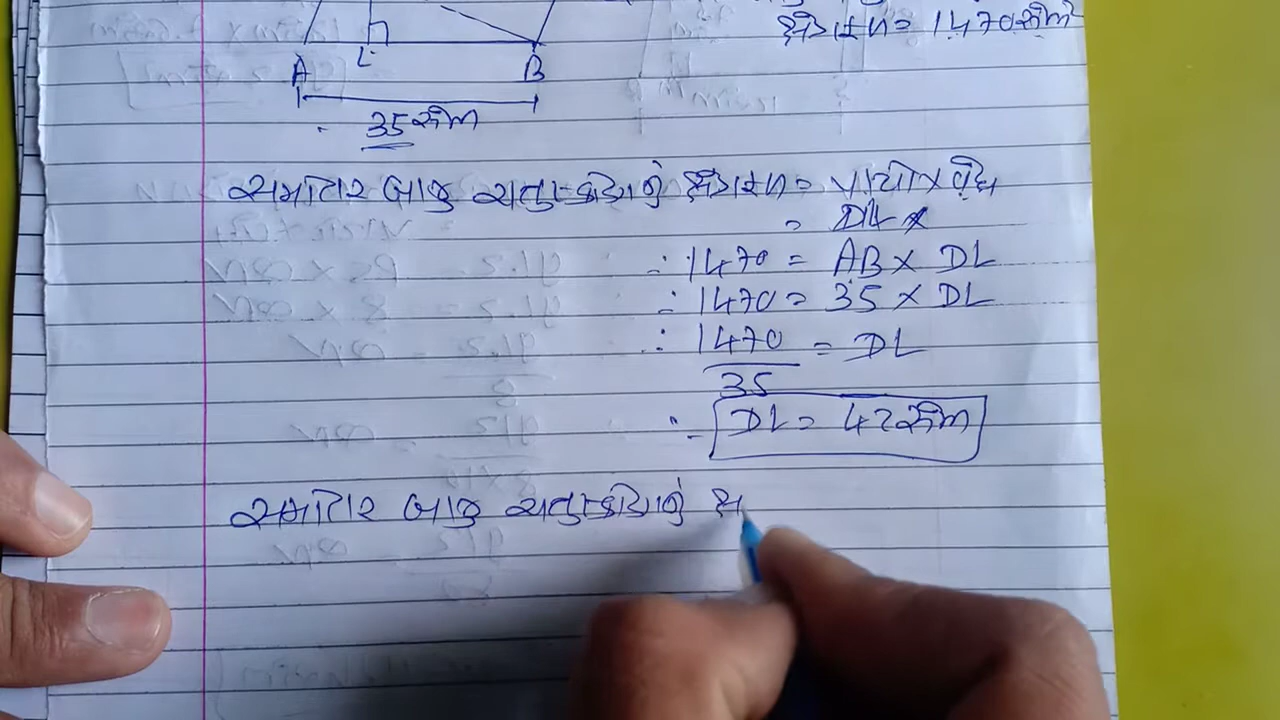 ક્ષેત્રફળ = 1470 સેમી²
A L B
35 સેમી
સમાંતર બાજુ ચતુષ્કોણનું ક્ષેત્રફળ = પાયો × વેધ
= DL ×
∴ 1470 = AB × DL
∴ 1470 = 35 × DL
∴ 1470/35 = DL
∴ DL = 42 સેમી
સમાંતર બાજુ ચતુષ્કોણનું ક્ષ